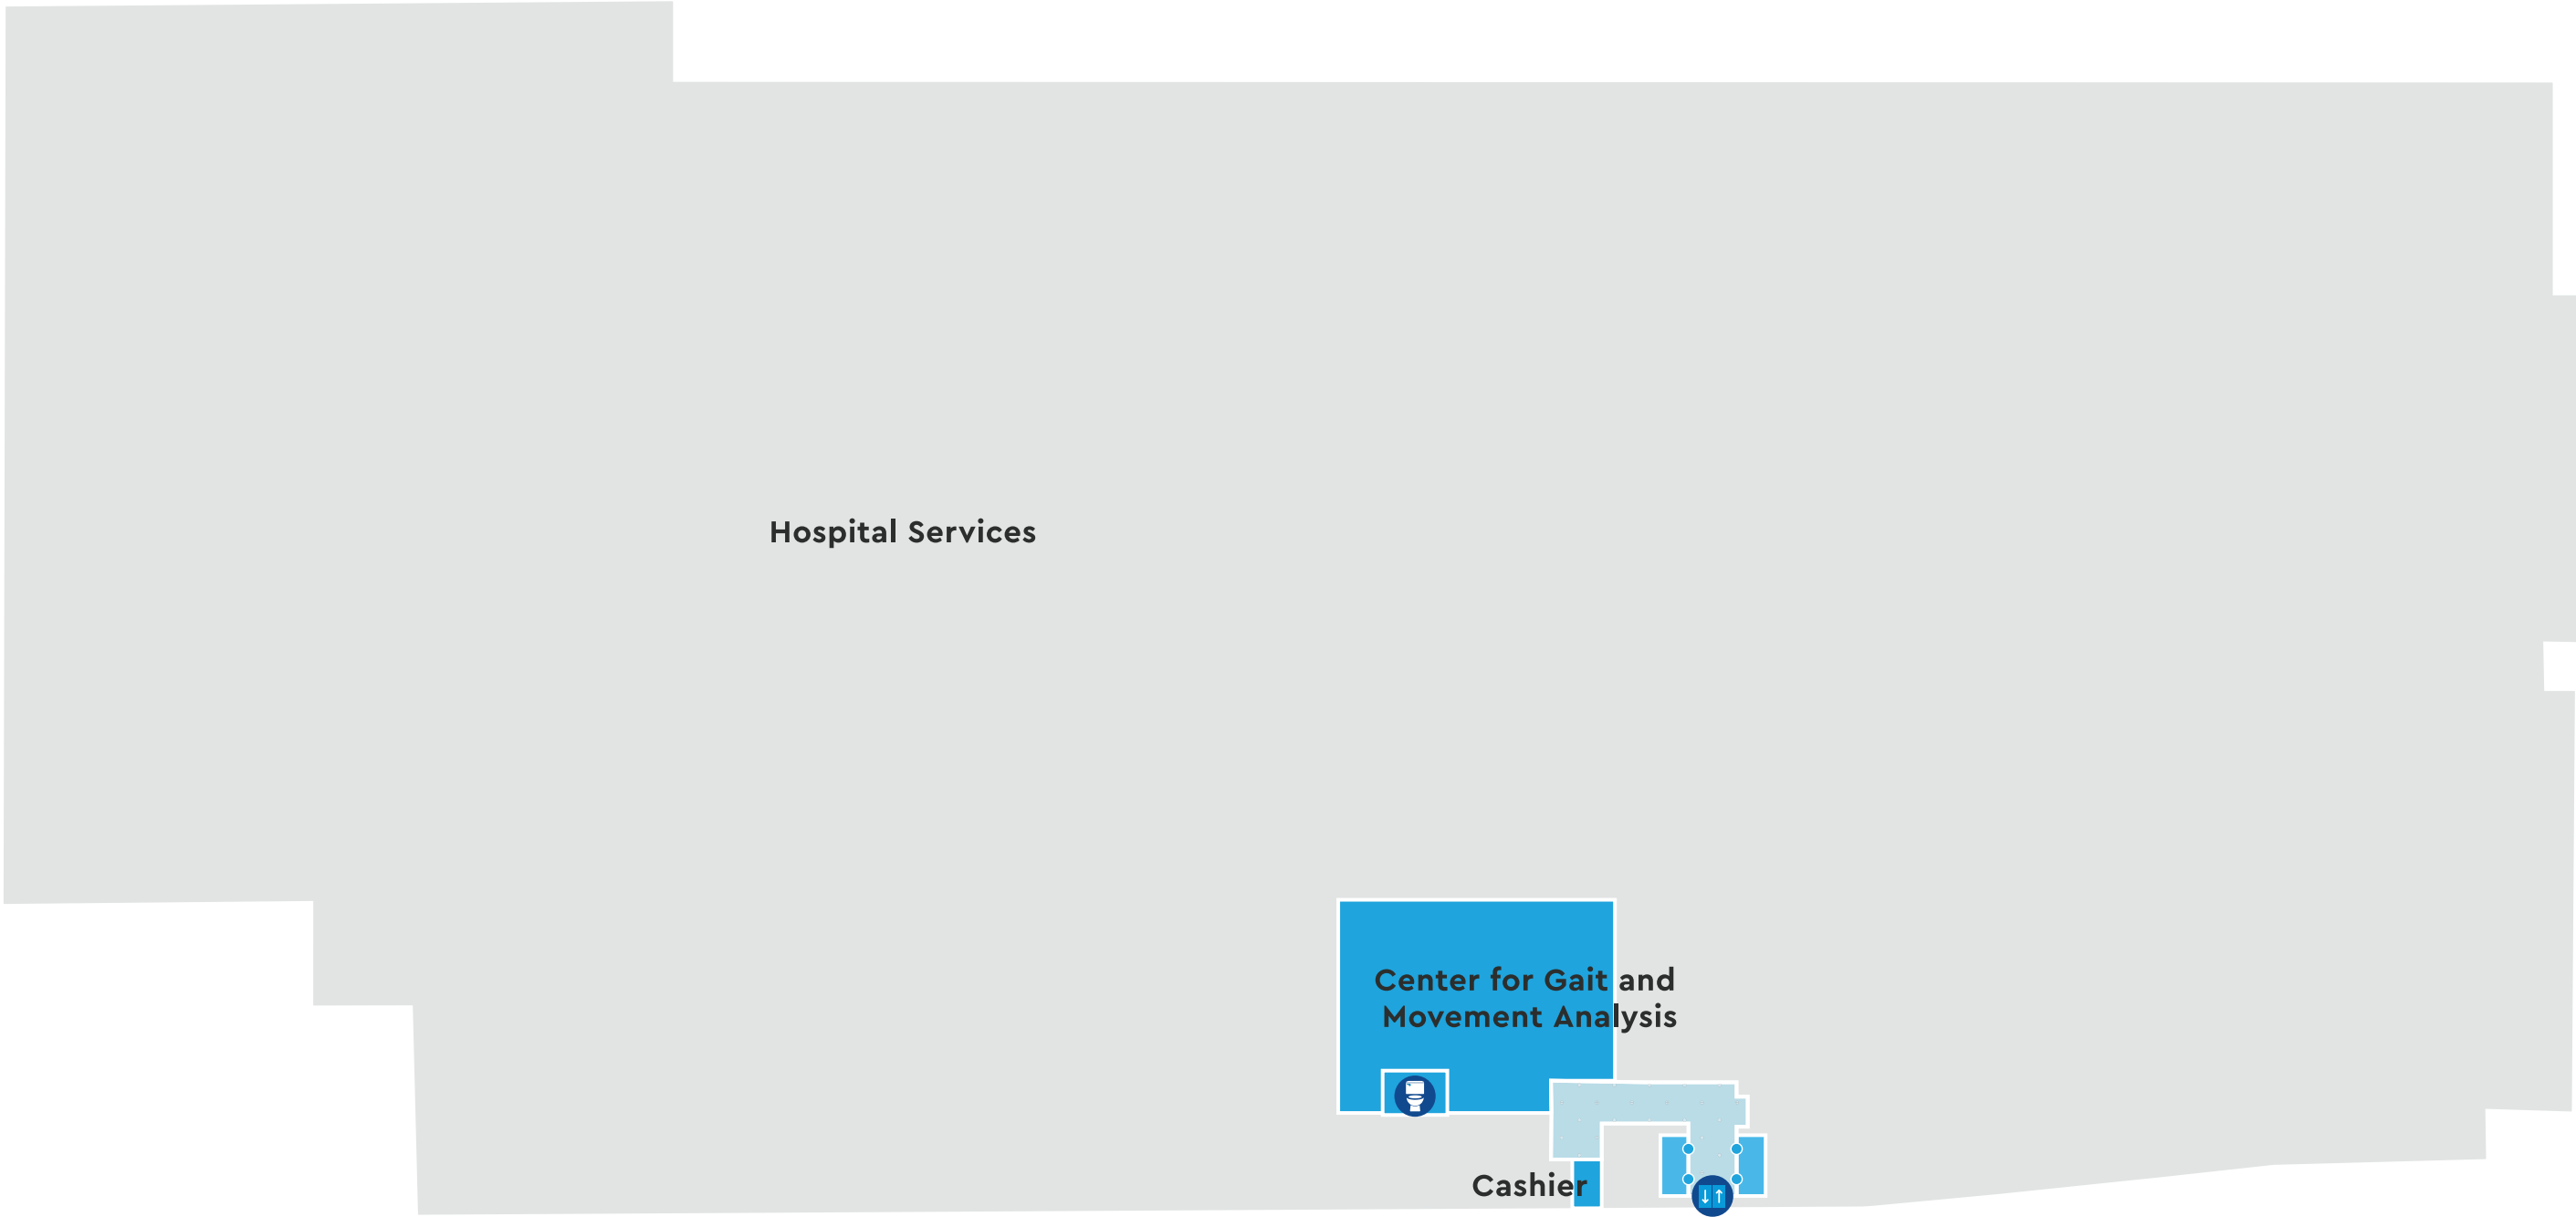 Hospital Services
Center for Gait and
Movement Analysis
Cashier